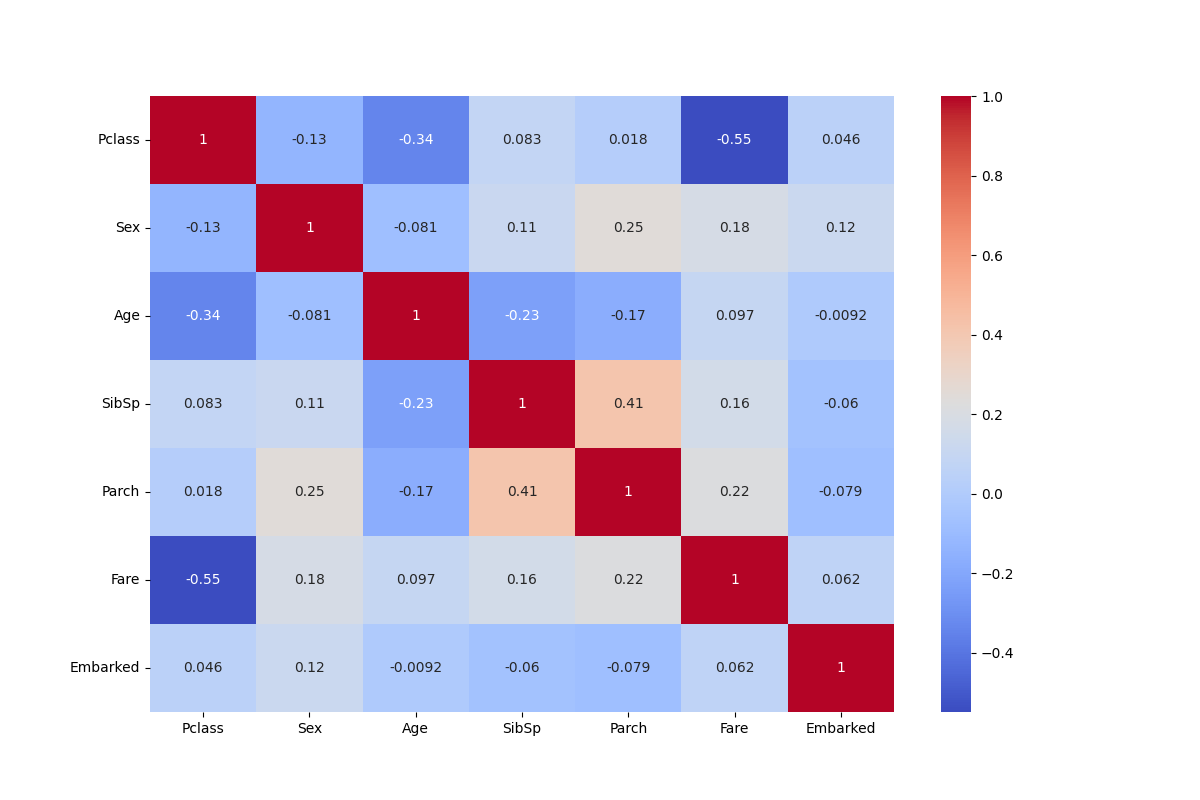 Pclass 1 -0.13 -0.34 0.083 0.018 -0.55 0.046
Sex -0.13 1 -0.081 0.11 0.25 0.18 0.12
Age -0.34 -0.081 1 -0.23 -0.17 0.097 -0.0092
SibSp 0.083 0.11 -0.23 1 0.41 0.16 -0.06
Parch 0.018 0.25 -0.17 0.41 1 0.22 -0.079
Fare -0.55 0.18 0.097 0.16 0.22 1 0.062
Embarked 0.046 0.12 -0.0092 -0.06 -0.079 0.062 1
Pclass Sex Age SibSp Parch Fare Embarked
1.0
0.8
0.6
0.4
0.2
0.0
−0.2
−0.4